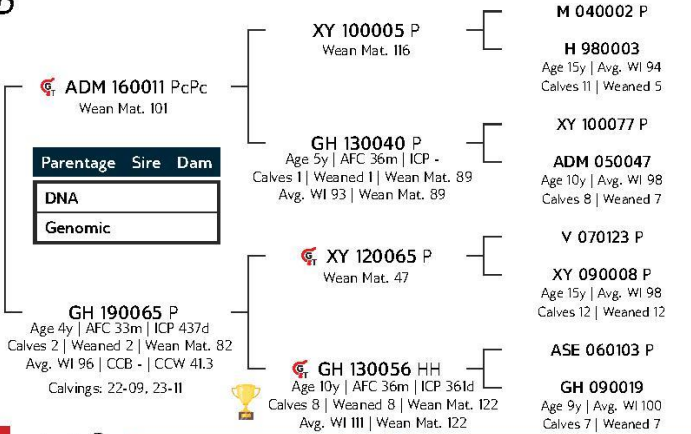 ADM 160011 PcPc
Wean Mat. 101
Parentage Sire Dam
DNA
Genomic
GH 190065 P
Age 4y | AFC 33m | ICP 437d
Calves 2 | Weaned 2 | Wean Mat. 82
Avg. WI 96 | CCB - | CCW 41.3
Calvings: 22-09, 23-11
XY 100005 P
Wean Mat. 116
GH 130040 P
Age 5y | AFC 36m | ICP -
Calves 1 | Weaned 1 | Wean Mat. 89
Avg. WI 93 | Wean Mat. 89
GT XY 120065 P
Wean Mat. 47
GT GH 130056 HH
Age 10y | AFC 36m | ICP 361d
Calves 8 | Weaned 8 | Wean Mat. 122
Avg. WI 111 | Wean Mat. 122
M 040002 P
H 980003
Age 15y | Avg. WI 94
Calves 11 | Weaned 5
XY 100077 P
ADM 050047
Age 10y | Avg. WI 98
Calves 8 | Weaned 7
V 070123 P
XY 090008 P
Age 15y | Avg. WI 98
Calves 12 | Weaned 12
ASE 060103 P
GH 090019
Age 9y | Avg. WI 100
Calves 7 | Weaned 7